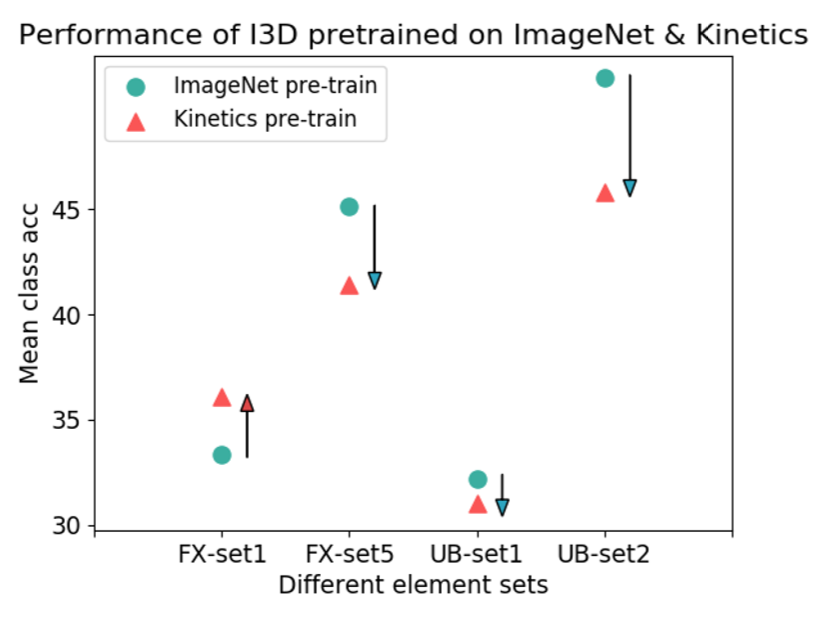 Performance of I3D pretrained on ImageNet & Kinetics
ImageNet pre-train
Kinetics pre-train
Mean class acc
45
40
35
30
FX-set1 FX-set5 UB-set1 UB-set2
Different element sets